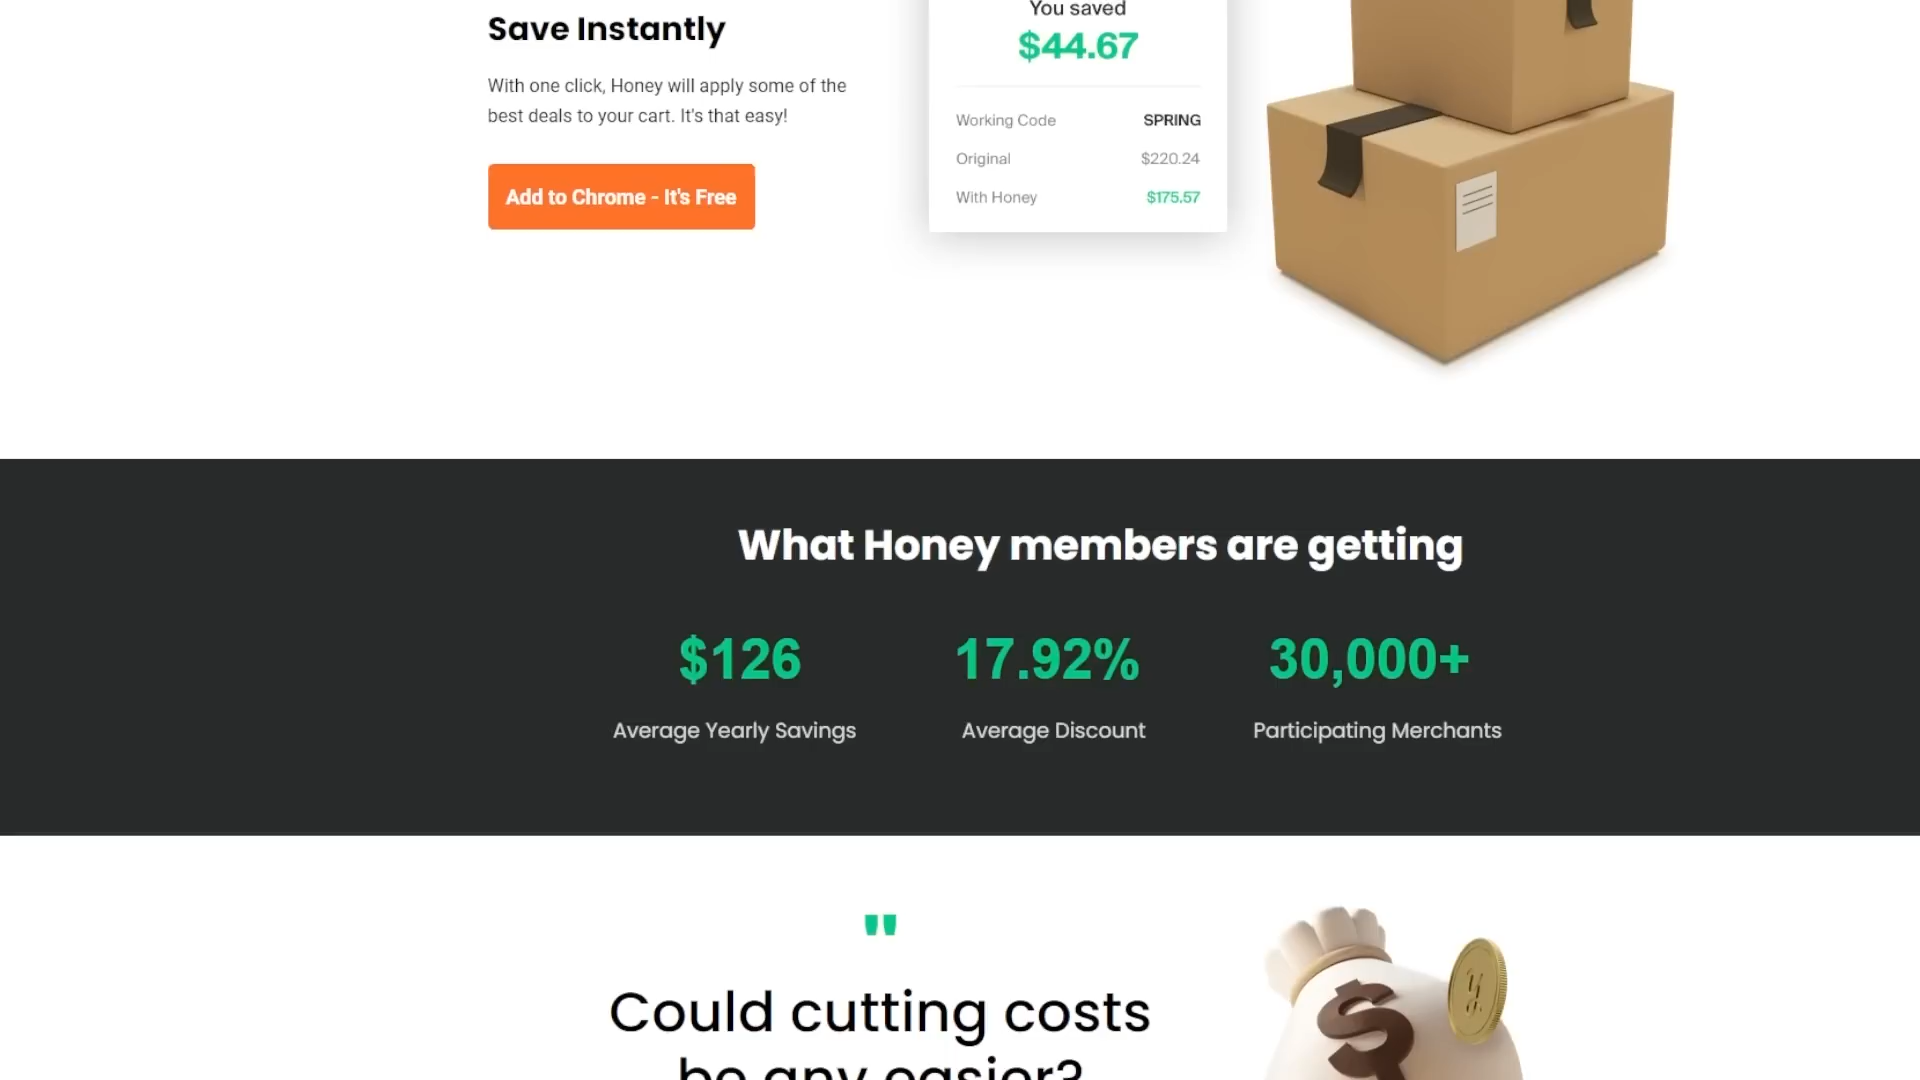 Save Instantly
With one click, Honey will apply some of the
best deals to your cart. It's that easy!
Add to Chrome - It's Free
You saved
$44.67
Working Code SPRING
Original $220.24
With Honey $175.57
What Honey members are getting
$126 17.92% 30,000+
Average Yearly Savings Average Discount Participating Merchants
"
Could cutting costs
be any easier?
$